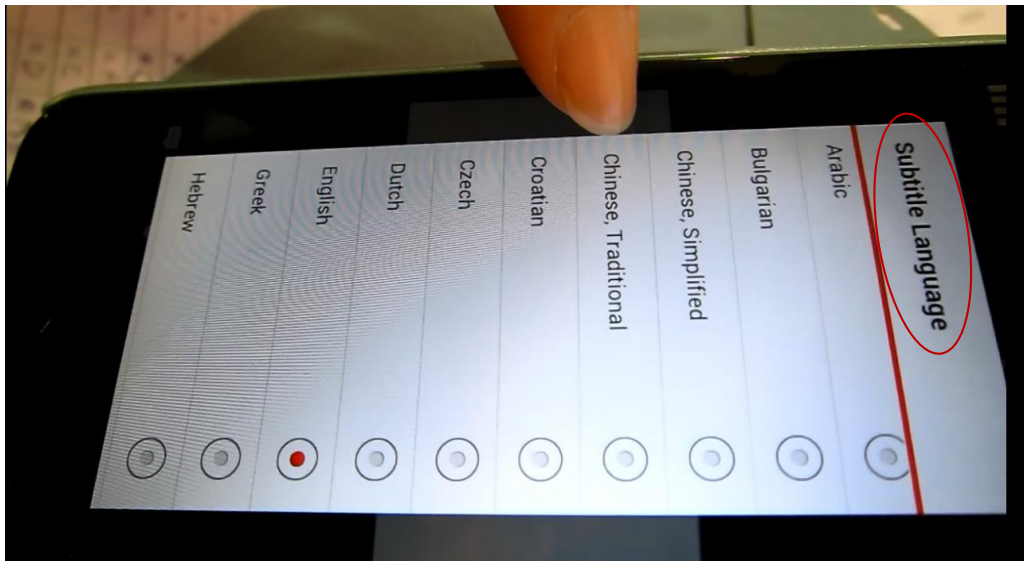 Subtitle Language
Arabic
Bulgarian
Chinese, Simplified
Chinese, Traditional
Croatian
Czech
Dutch
English
Greek
Hebrew